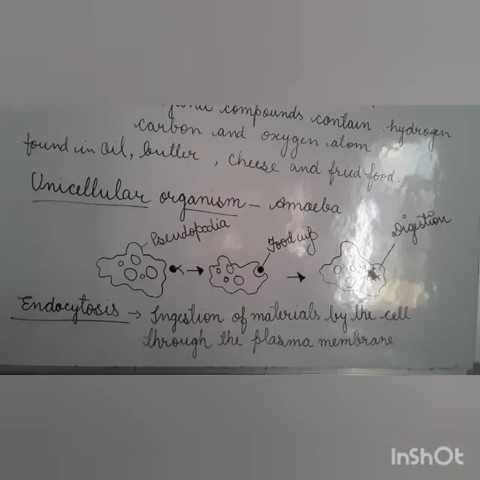 compounds contain hydrogen
carbon and oxygen atom
found in oil, butter, cheese and fried food.
Unicellular organism - Amoeba
Pseudopodia
Food cup
Digestion
Endocytosis → Ingestion of materials by the cell
through the plasma membrane
InShOt